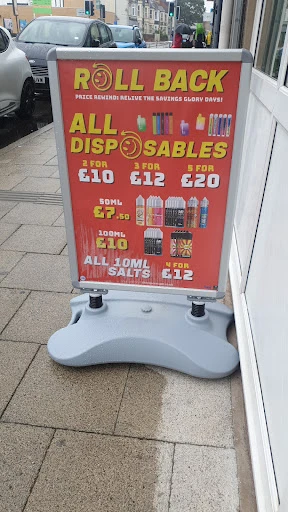 ROLL BACK
PRICE REWIND: RELIVE THE SAVINGS GLORY DAYS!
ALL
DISPOSABLES
2 FOR 3 FOR 5 FOR
£10 £12 £20
50ML
£7.50
100ML
£10
ALL 10ML
SALTS
4 FOR
£12